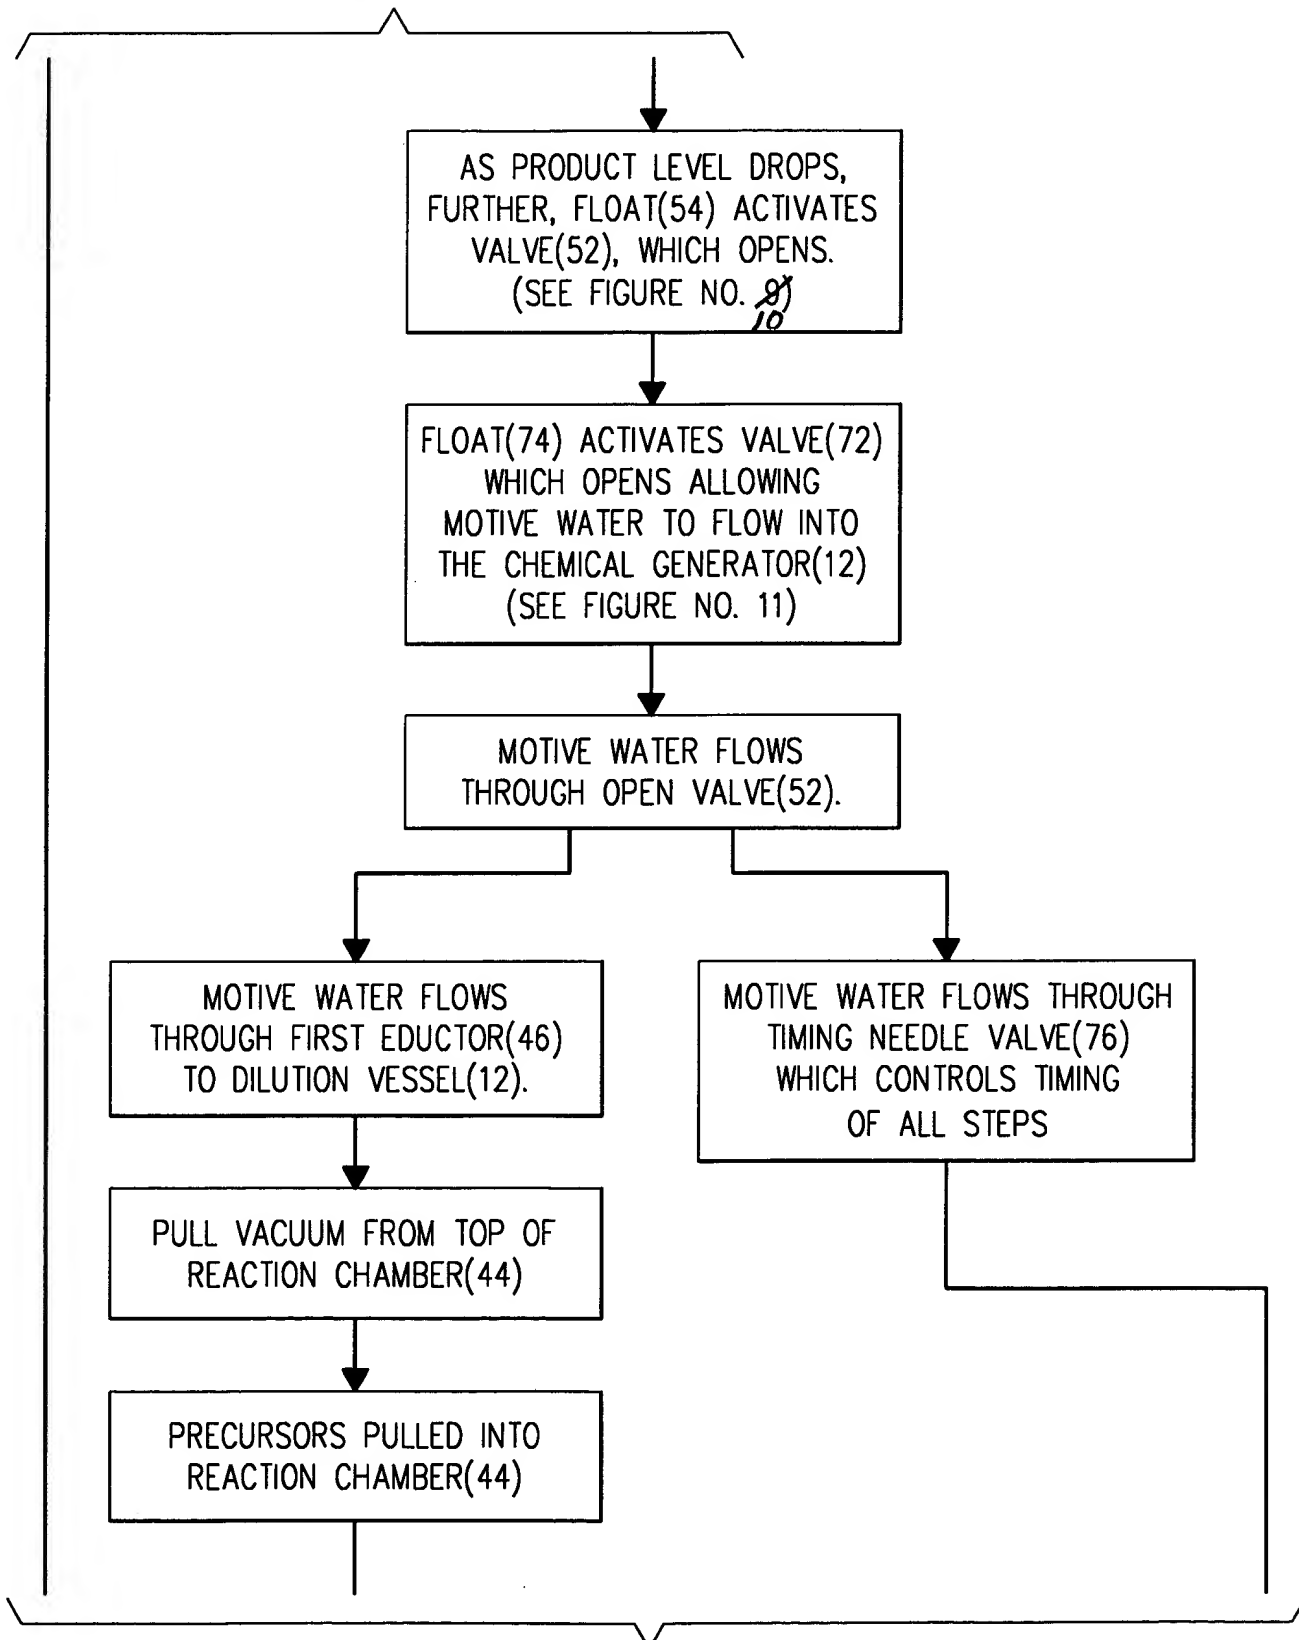 AS PRODUCT LEVEL DROPS,
FURTHER, FLOAT(54) ACTIVATES
VALVE(52), WHICH OPENS.
(SEE FIGURE NO. 9)
10
FLOAT(74) ACTIVATES VALVE(72)
WHICH OPENS ALLOWING
MOTIVE WATER TO FLOW INTO
THE CHEMICAL GENERATOR(12)
(SEE FIGURE NO. 11)
MOTIVE WATER FLOWS
THROUGH OPEN VALVE(52).
MOTIVE WATER FLOWS
THROUGH FIRST EDUCTOR(46)
TO DILUTION VESSEL(12).
MOTIVE WATER FLOWS THROUGH
TIMING NEEDLE VALVE(76)
WHICH CONTROLS TIMING
OF ALL STEPS
PULL VACUUM FROM TOP OF
REACTION CHAMBER(44)
PRECURSORS PULLED INTO
REACTION CHAMBER(44)